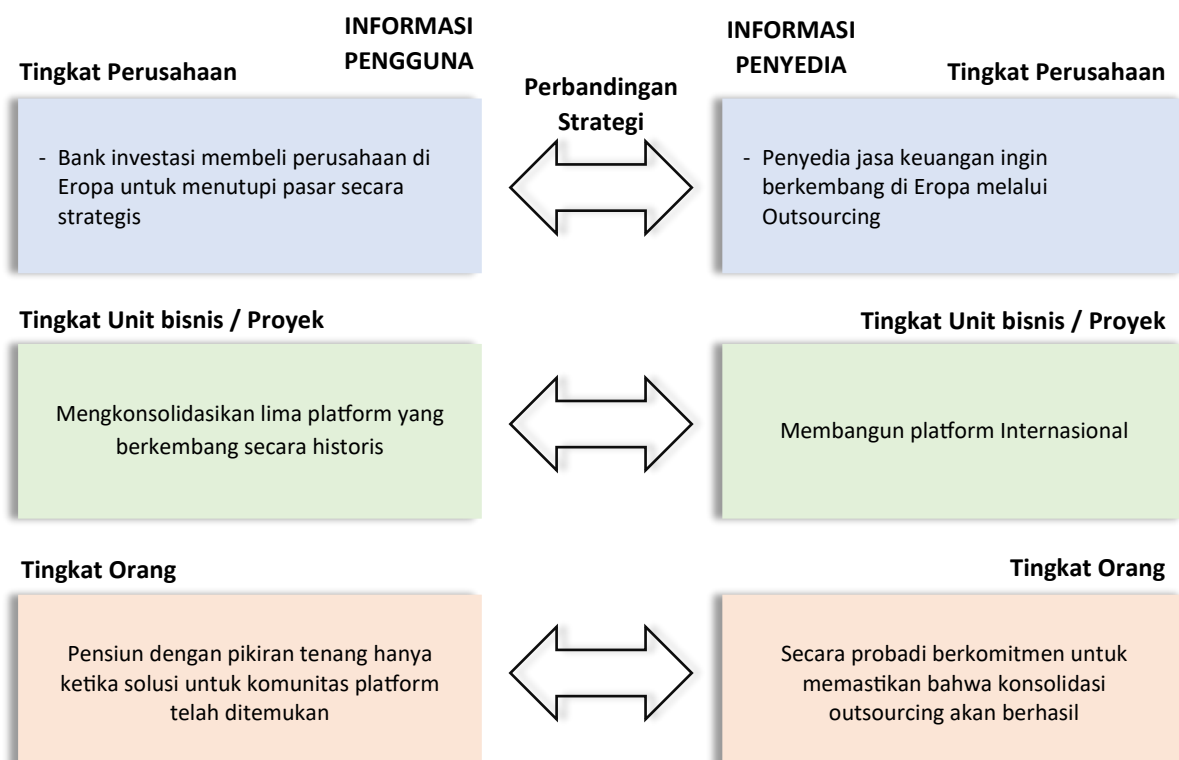 INFORMASI
PENGGUNA
INFORMASI
PENYEDIA
Tingkat Perusahaan
Tingkat Perusahaan
Perbandingan
Strategi
- Bank investasi membeli perusahaan di
Eropa untuk menutupi pasar secara
strategis
- Penyedia jasa keuangan ingin
berkembang di Eropa melalui
Outsourcing
Tingkat Unit bisnis / Proyek
Tingkat Unit bisnis / Proyek
Mengkonsolidasikan lima platform yang
berkembang secara historis
Membangun platform Internasional
Tingkat Orang
Tingkat Orang
Pensiun dengan pikiran tenang hanya
ketika solusi untuk komunitas platform
telah ditemukan
Secara probadi berkomitmen untuk
memastikan bahwa konsolidasi
outsourcing akan berhasil